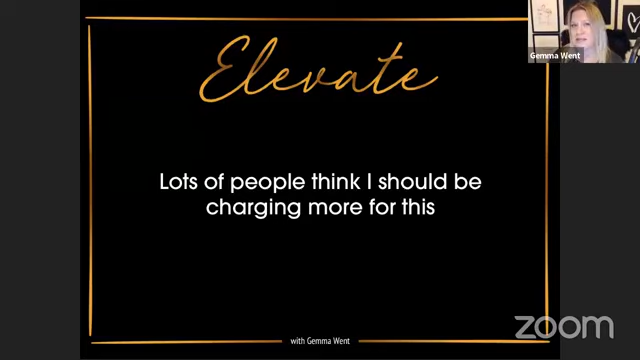 Elevate
Gemma Went
Lots of people think I should be
charging more for this
with Gemma Went
zoom